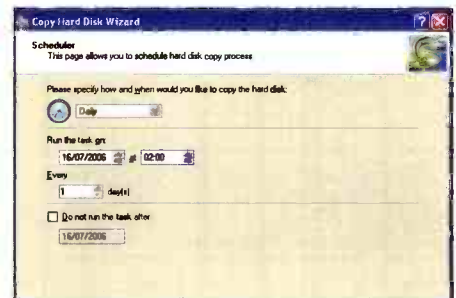 Copy Hard Disk Wizard
Scheduler
This page allows you to schedule hard disk copy process
Please specify how and when would you like to copy the hard disk:
Daily
Run the task on:
16/07/2006 at 02:00
Every
1 day(s)
Do not run the task after
16/07/2006